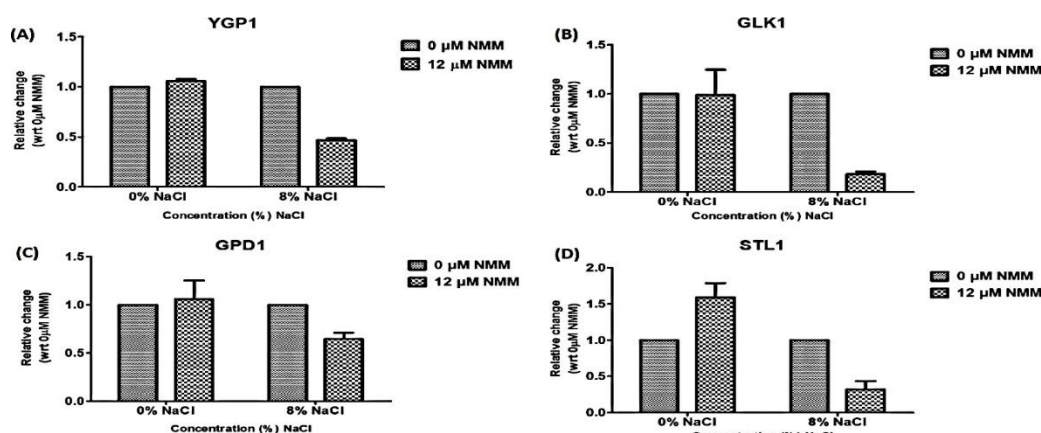 (A)
YGP1
Relative change
(wrt 0µM NMM)
1.5
1.0
0.5
0.0
0% NaCl
8% NaCl
Concentration (%) NaCl
0 µM NMM
12 µM NMM
(B)
GLK1
Relative change
(wrt 0µM NMM)
1.5
1.0
0.5
0.0
0% NaCl
8% NaCl
Concentration (%) NaCl
0 µM NMM
12 µM NMM
(C)
GPD1
Relative change
(wrt 0µM NMM)
1.5
1.0
0.5
0.0
0% NaCl
8% NaCl
Concentration (%) NaCl
0 µM NMM
12 µM NMM
(D)
STL1
Relative change
(wrt 0µM NMM)
2.0
1.5
1.0
0.5
0.0
0% NaCl
8% NaCl
Concentration (%) NaCl
0 µM NMM
12 µM NMM